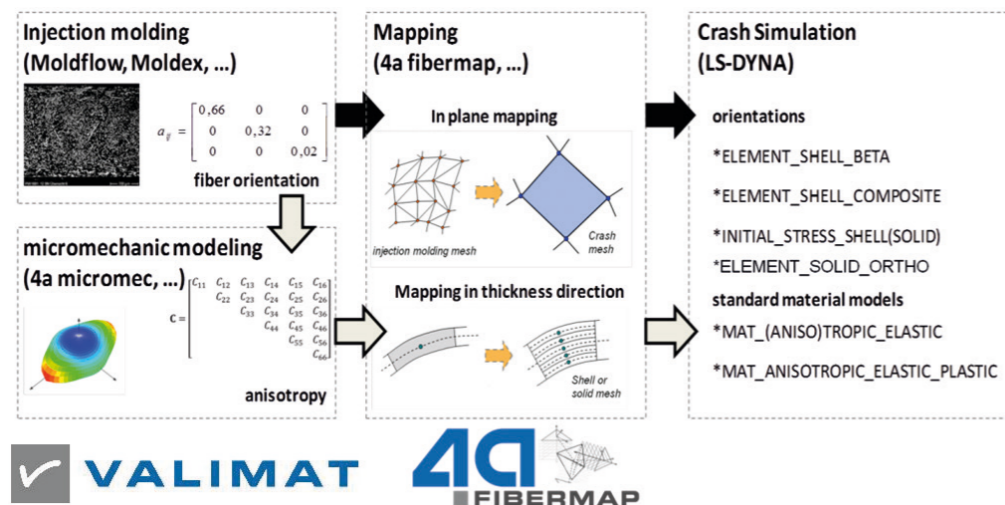 Injection molding
(Moldflow, Moldex, ...)
a_ij = [0,66 0 0
0 0,32 0
0 0 0,02]
fiber orientation
micromechanic modeling
(4a micromec, ...)
C = [C11 C12 C13 C14 C15 C16
C22 C23 C24 C25 C26
C33 C34 C35 C36
C44 C45 C46
C55 C56
C66]
anisotropy
Mapping
(4a fibermap, ...)
In plane mapping
injection molding mesh
Crash
mesh
Mapping in thickness direction
Shell or
solid mesh
Crash Simulation
(LS-DYNA)
orientations
*ELEMENT_SHELL_BETA
*ELEMENT_SHELL_COMPOSITE
*INITIAL_STRESS_SHELL(SOLID)
*ELEMENT_SOLID_ORTHO
standard material models
*MAT_(ANISO)TROPIC_ELASTIC
*MAT_ANISOTROPIC_ELASTIC_PLASTIC
VALIMAT
4a
FIBERMAP